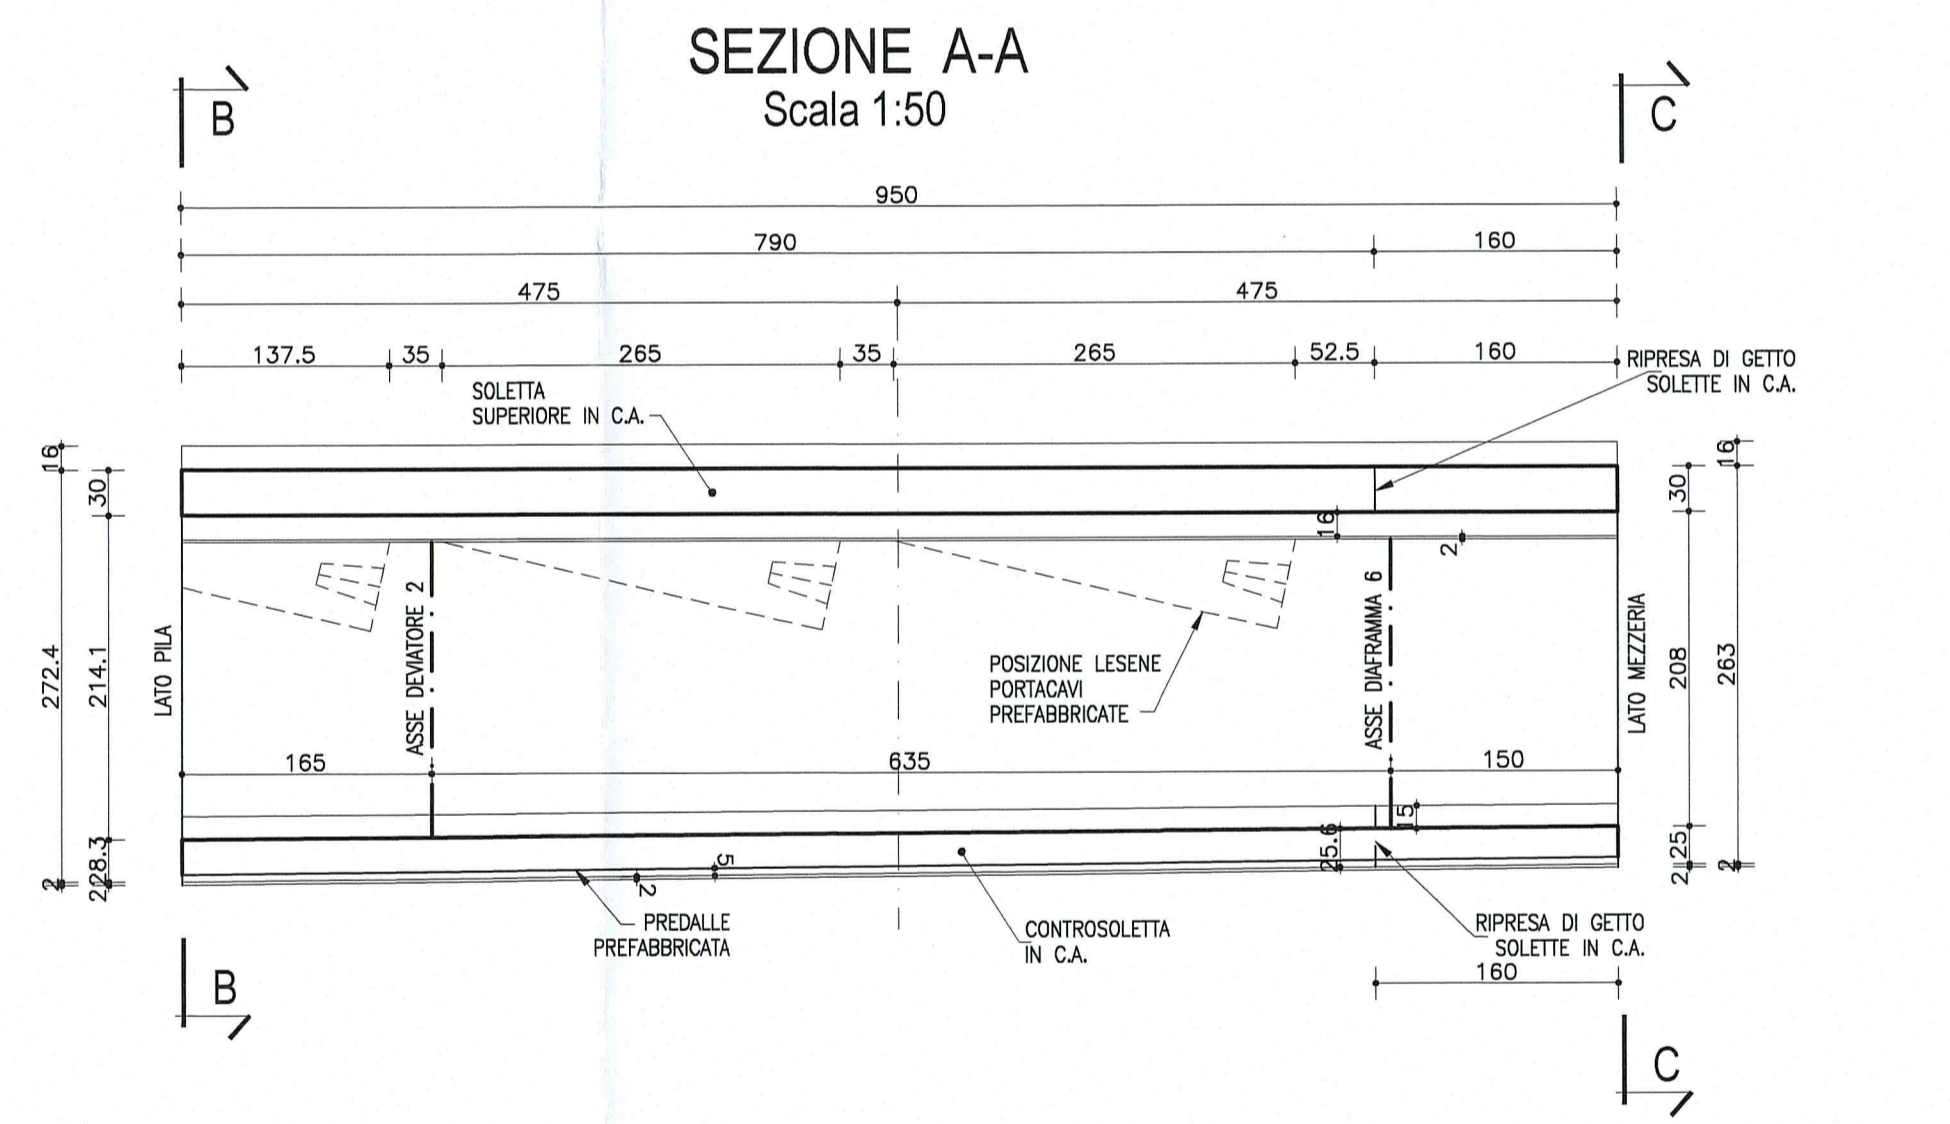 SEZIONE A-A
Scala 1:50
B
C
950
790
160
475
475
137.5
35
265
35
265
52.5
160
RIPRESA DI GETTO
SOLETTE IN C.A.
SOLETTA
SUPERIORE IN C.A.
16
30
272.4
214.1
28.3
2
2
LATO PILA
ASSE DEVIATORE 2
16
2
POSIZIONE LESENE
PORTACAVI
PREFABBRICATE
ASSE DIAFRAMMA 6
LATO MEZZERIA
16
30
208
263
25
2
2
165
635
150
15
25.6
5
2
PREDALLE
PREFABBRICATA
CONTROSOLETTA
IN C.A.
RIPRESA DI GETTO
SOLETTE IN C.A.
160
B
C